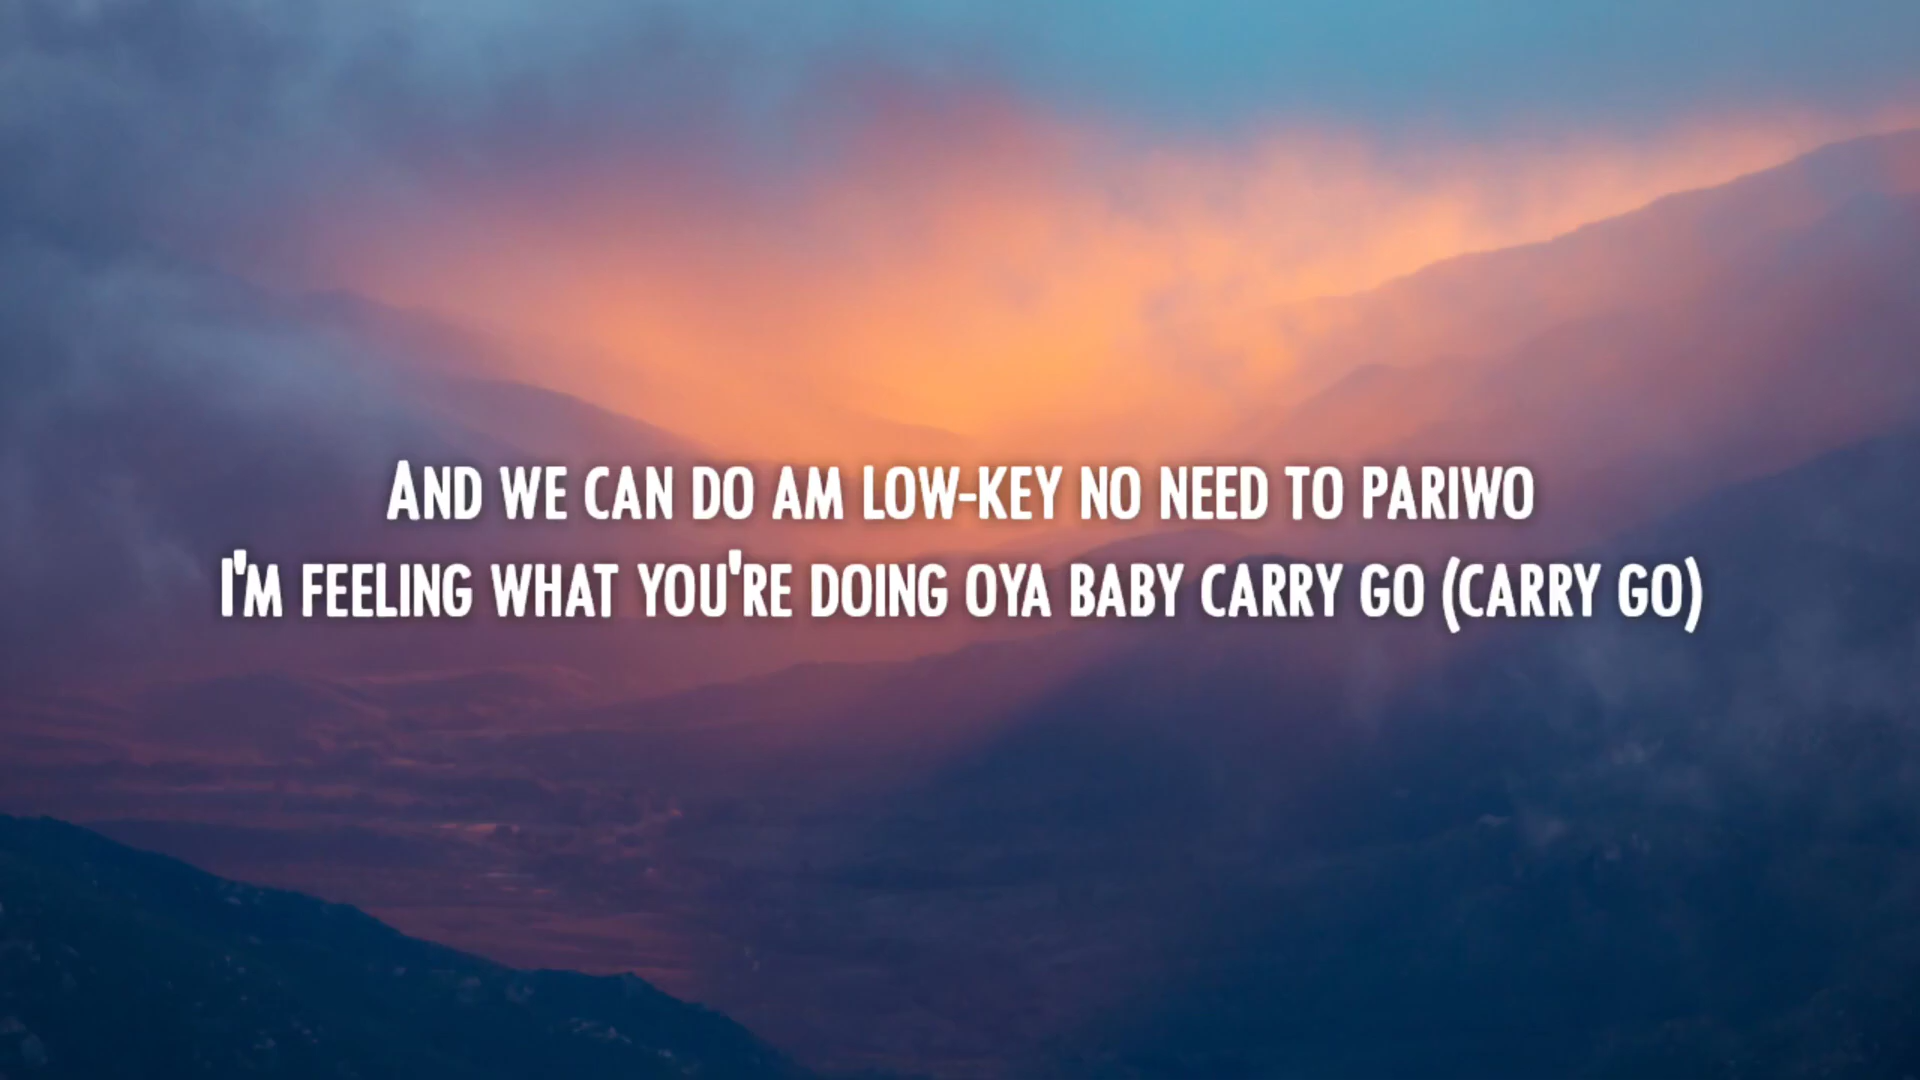 And we can do am low-key no need to pariwo
I'm feeling what you're doing oya baby carry go (carry go)